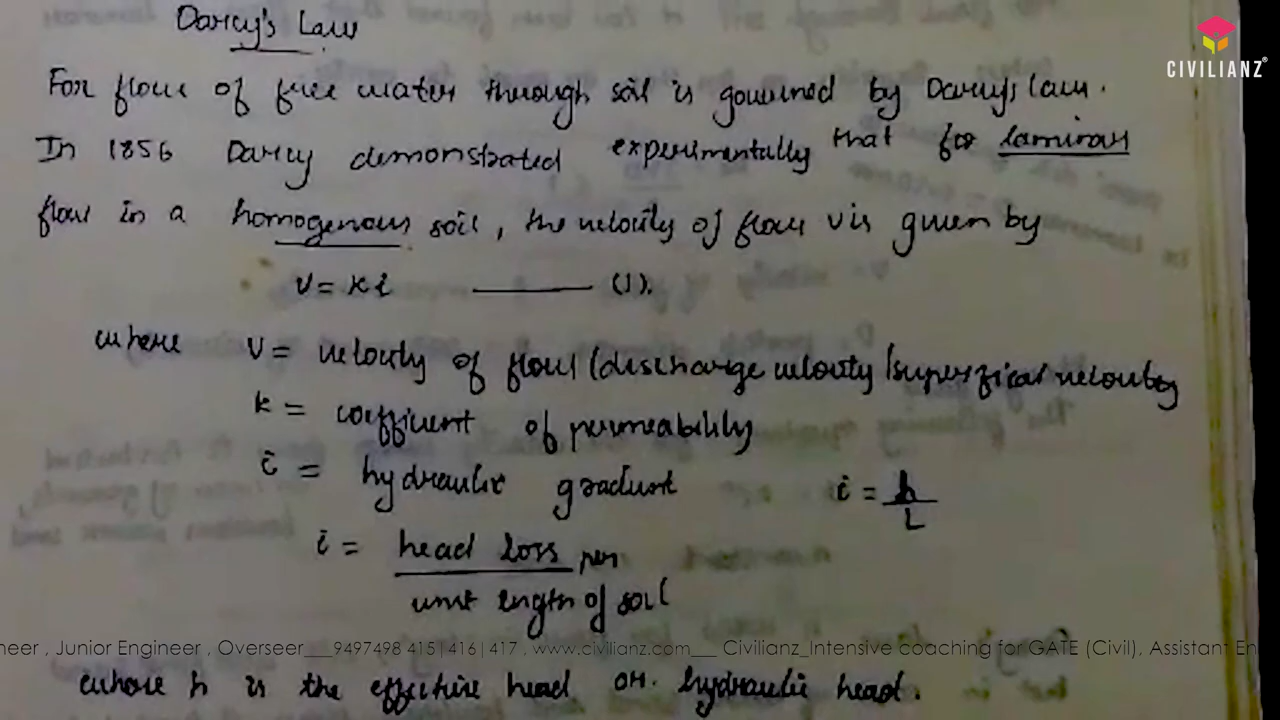 Darcy's Law
CIVILIANZ®
For flow of free water through soil is governed by Darcy's law.
In 1856 Darcy demonstrated experimentally that for laminar
flow in a homogenous soil, the velocity of flow v is given by
v = ki ——— (1).
where v = velocity of flow (discharge velocity / superfical velocity
k = coefficent of permeability
i = hydraulic gradient i = h/L
i = head loss per
unit length of soil
neer , Junior Engineer , Overseer___9497498 415|416|417 , www.civilianz.com___ Civilianz_Intensive coaching for GATE (Civil), Assistant En
where h is the effective head or hydraulic head.